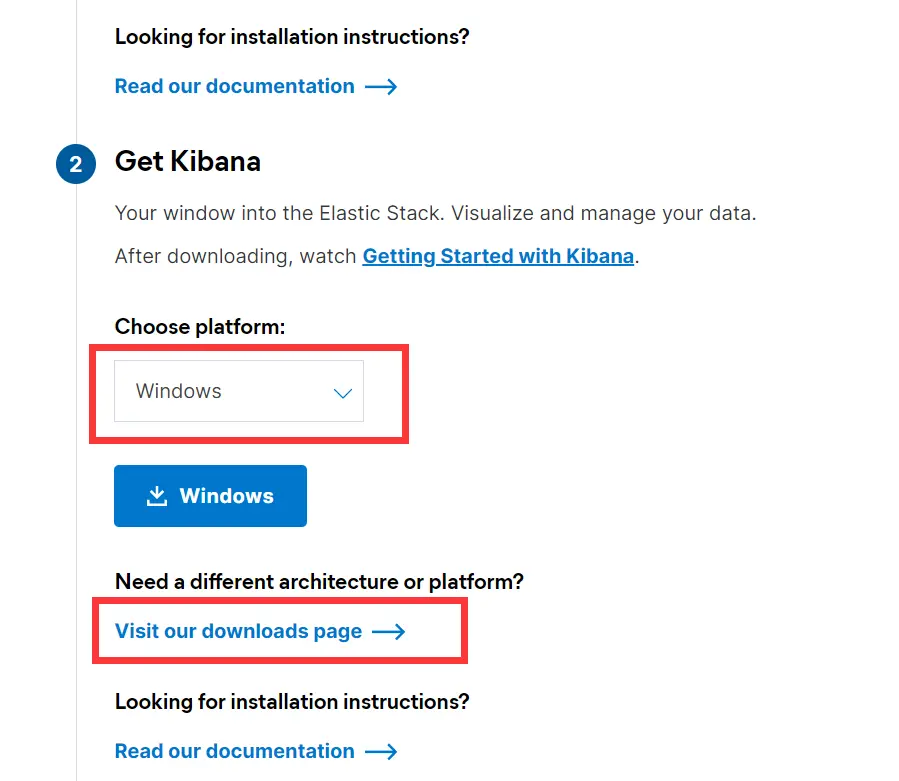 Looking for installation instructions?
Read our documentation
2
Get Kibana
Your window into the Elastic Stack. Visualize and manage your data.
After downloading, watch Getting Started with Kibana.
Choose platform:
Windows
Windows
Need a different architecture or platform?
Visit our downloads page
Looking for installation instructions?
Read our documentation